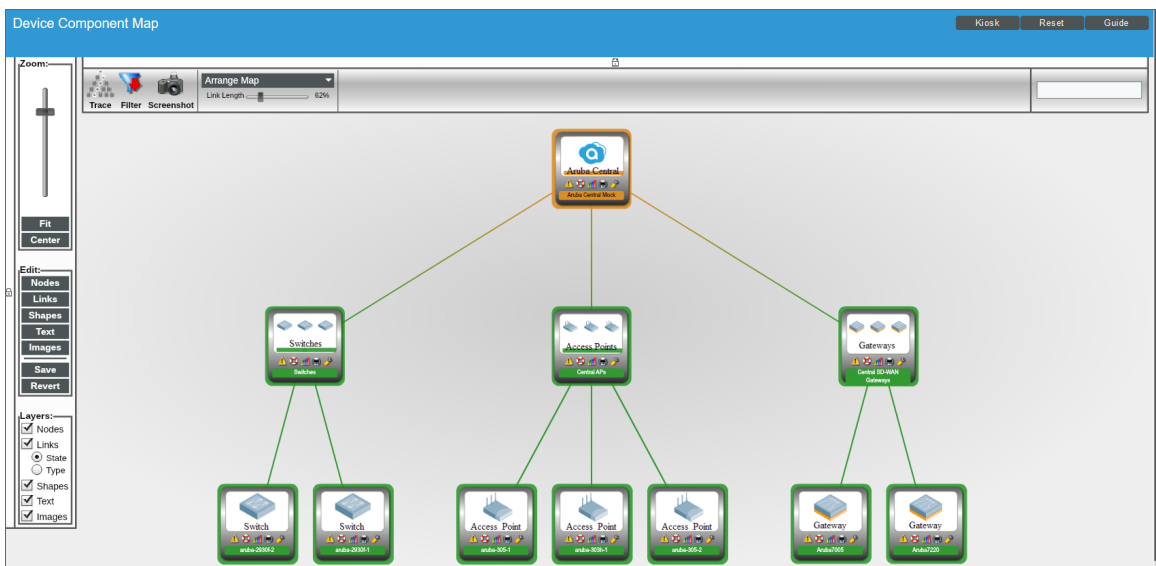 Device Component Map
Kiosk Reset Guide
Zoom:
Fit
Center
Edit:
Nodes
Links
Shapes
Text
Images
Save
Revert
Layers:
Nodes
Links
State
Type
Shapes
Text
Images
Trace Filter Screenshot
Arrange Map
Link Length 62%
a
Aruba Central
Aruba Central Mock
Switches
Switches
Access Points
Central APs
Gateways
Central SD-WAN
Gateways
Switch
aruba-2930f-2
Switch
aruba-2930f-1
Access Point
aruba-305-1
Access Point
aruba-303h-1
Access Point
aruba-305-2
Gateway
Aruba7005
Gateway
Aruba7220